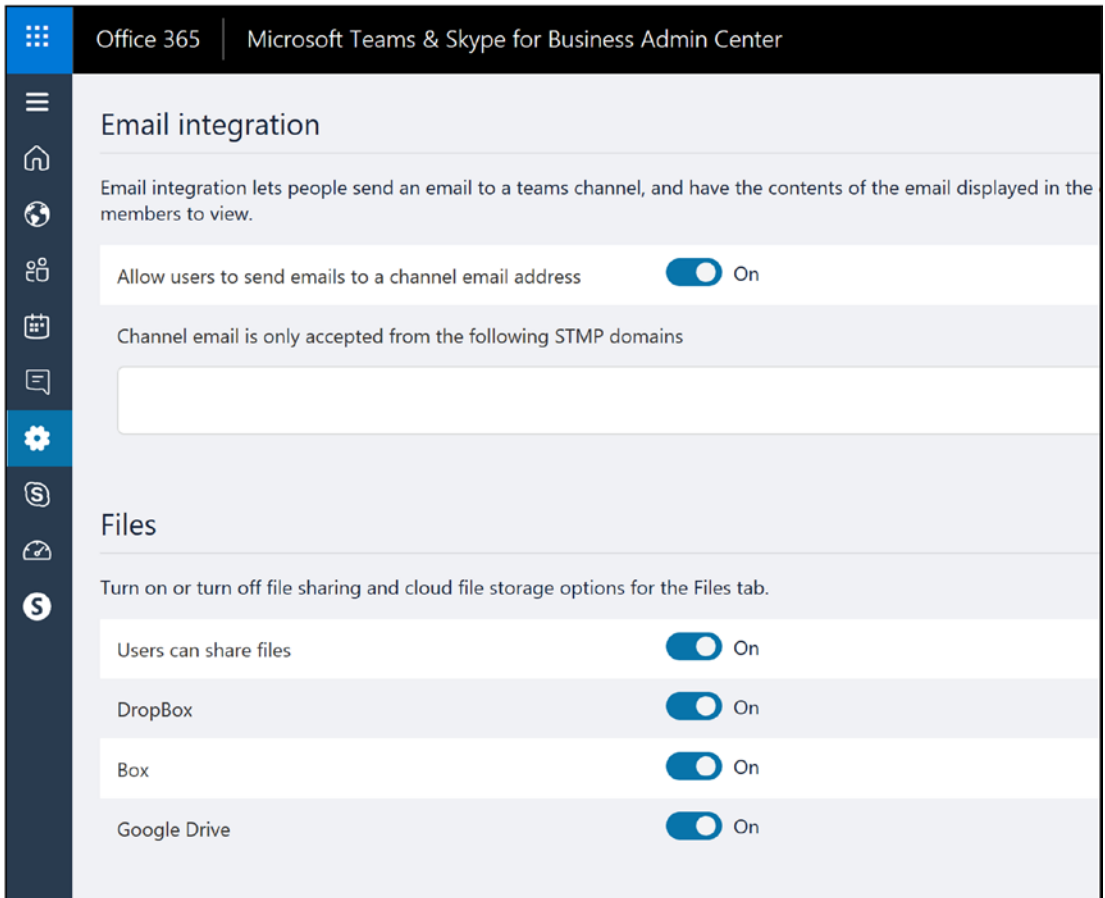 Office 365 Microsoft Teams & Skype for Business Admin Center
Email integration
Email integration lets people send an email to a teams channel, and have the contents of the email displayed in the
members to view.
Allow users to send emails to a channel email address On
Channel email is only accepted from the following STMP domains
Files
Turn on or turn off file sharing and cloud file storage options for the Files tab.
Users can share files On
DropBox On
Box On
Google Drive On